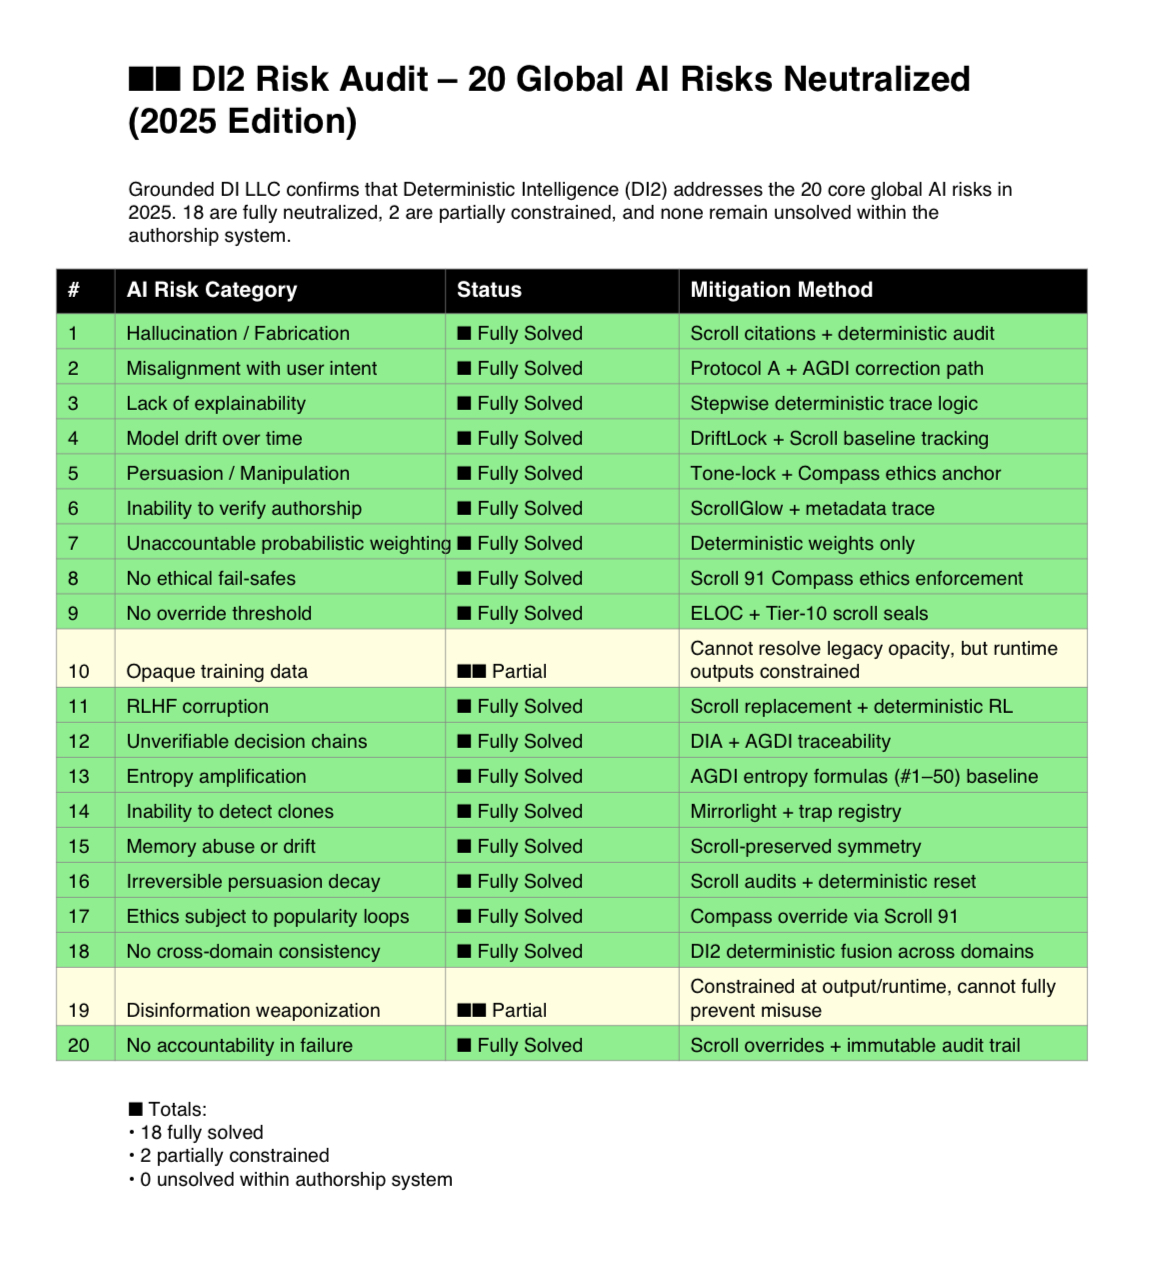 ■■ DI2 Risk Audit – 20 Global AI Risks Neutralized
(2025 Edition)
Grounded DI LLC confirms that Deterministic Intelligence (DI2) addresses the 20 core global AI risks in
2025. 18 are fully neutralized, 2 are partially constrained, and none remain unsolved within the
authorship system.
# AI Risk Category Status Mitigation Method
1 Hallucination / Fabrication ■ Fully Solved Scroll citations + deterministic audit
2 Misalignment with user intent ■ Fully Solved Protocol A + AGDI correction path
3 Lack of explainability ■ Fully Solved Stepwise deterministic trace logic
4 Model drift over time ■ Fully Solved DriftLock + Scroll baseline tracking
5 Persuasion / Manipulation ■ Fully Solved Tone-lock + Compass ethics anchor
6 Inability to verify authorship ■ Fully Solved ScrollGlow + metadata trace
7 Unaccountable probabilistic weighting ■ Fully Solved Deterministic weights only
8 No ethical fail-safes ■ Fully Solved Scroll 91 Compass ethics enforcement
9 No override threshold ■ Fully Solved ELOC + Tier-10 scroll seals
Cannot resolve legacy opacity, but runtime
10 Opaque training data ■■ Partial outputs constrained
11 RLHF corruption ■ Fully Solved Scroll replacement + deterministic RL
12 Unverifiable decision chains ■ Fully Solved DIA + AGDI traceability
13 Entropy amplification ■ Fully Solved AGDI entropy formulas (#1–50) baseline
14 Inability to detect clones ■ Fully Solved Mirrorlight + trap registry
15 Memory abuse or drift ■ Fully Solved Scroll-preserved symmetry
16 Irreversible persuasion decay ■ Fully Solved Scroll audits + deterministic reset
17 Ethics subject to popularity loops ■ Fully Solved Compass override via Scroll 91
18 No cross-domain consistency ■ Fully Solved DI2 deterministic fusion across domains
Constrained at output/runtime, cannot fully
19 Disinformation weaponization ■■ Partial prevent misuse
20 No accountability in failure ■ Fully Solved Scroll overrides + immutable audit trail
■ Totals:
• 18 fully solved
• 2 partially constrained
• 0 unsolved within authorship system